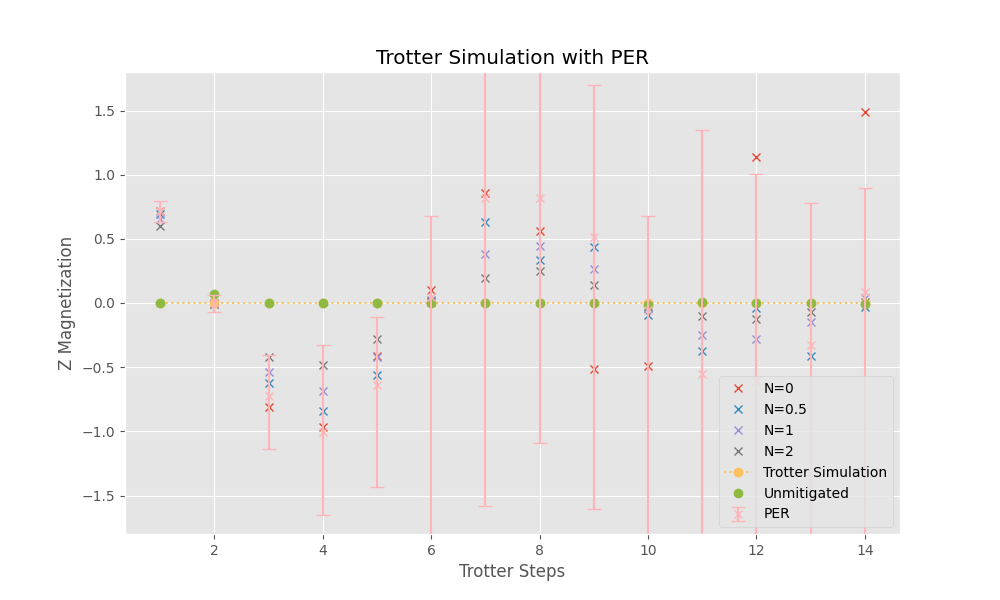 Trotter Simulation with PER
Z Magnetization
1.5
1.0
0.5
0.0
−0.5
−1.0
−1.5
2
4
6
8
10
12
14
Trotter Steps
N=0
N=0.5
N=1
N=2
Trotter Simulation
Unmitigated
PER